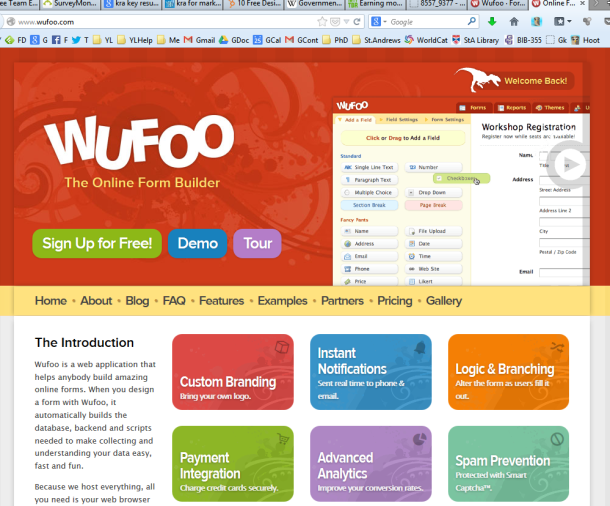 ee Team E...
SurveyMon...
kra key resu...
kra for mark...
10 Free Desi...
Governmen...
Earning mo...
8557_9377 - ...
Wufoo - For...
Online F...
www.wufoo.com
Google
FD
G
YL
YLHelp
Me
Gmail
GDoc
GCal
GCont
PhD
St.Andrews
WorldCat
StA Library
BIB-355
Gk
Hoot
Welcome Back!
WUFOO
The Online Form Builder
Sign Up for Free!
Demo
Tour
WUFOO
Forms
Reports
Themes
Add a Field
Field Settings
Form Settings
Click or Drag to Add a Field
Standard
Single Line Text
Number
Paragraph Text
Checkboxes
Multiple Choice
Drop Down
Section Break
Page Break
Fancy Pants
Name
File Upload
Address
Date
Email
Time
Phone
Web Site
Price
Likert
Workshop Registration
Register now while seats are available!
Name
Address
Street Address
Address Line 2
City
Postal / Zip Code
Email
Home • About • Blog • FAQ • Features • Examples • Partners • Pricing • Gallery
The Introduction
Wufoo is a web application that
helps anybody build amazing
online forms. When you design
a form with Wufoo, it
automatically builds the
database, backend and scripts
needed to make collecting and
understanding your data easy,
fast and fun.
Because we host everything, all
you need is your web browser
Custom Branding
Bring your own logo.
Instant
Notifications
Sent real time to phone &
email.
Logic & Branching
Alter the form as users fill it
out.
Payment
Integration
Charge credit cards securely.
Advanced
Analytics
Improve your conversion rates.
Spam Prevention
Protected with Smart
Captcha™.